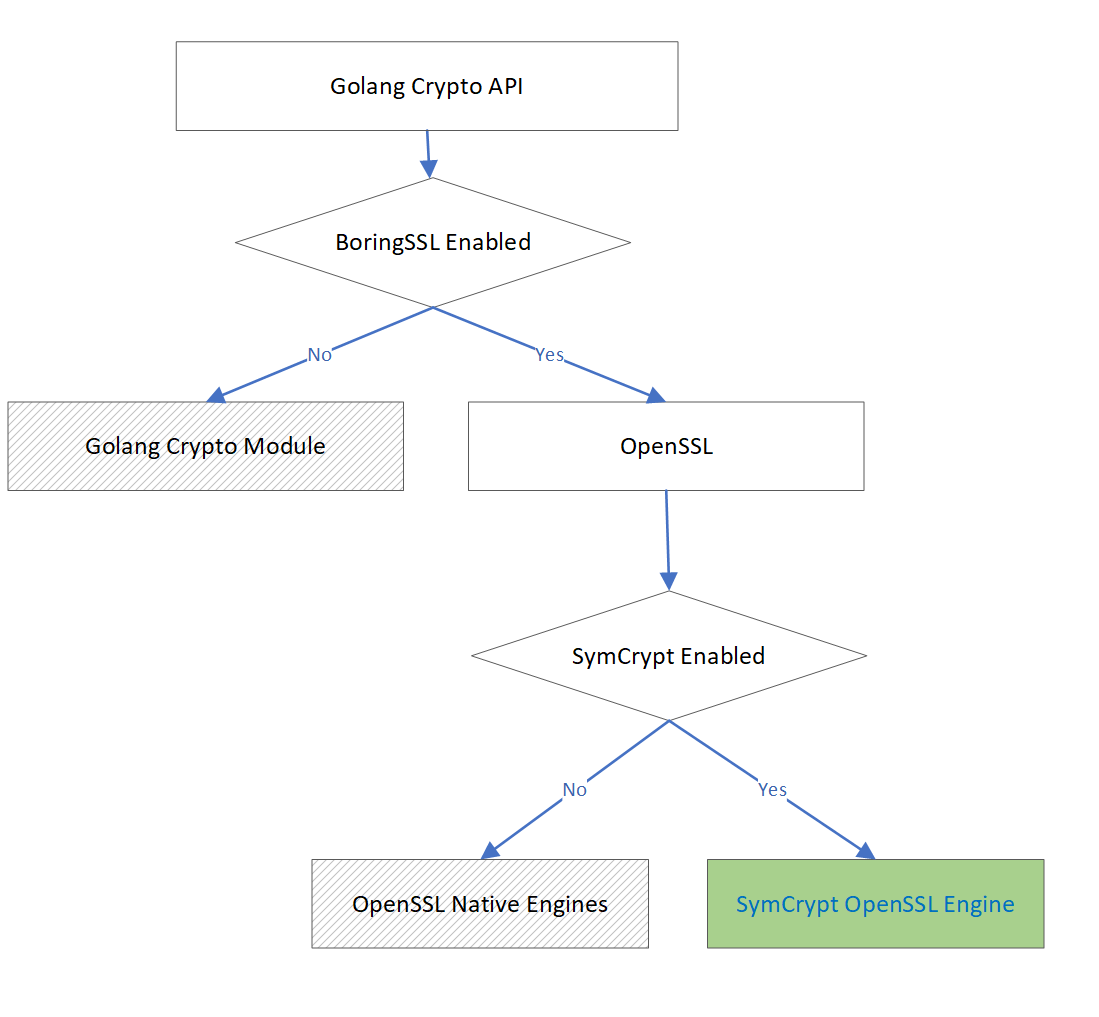 Golang Crypto API
BoringSSL Enabled
No
Yes
Golang Crypto Module
OpenSSL
SymCrypt Enabled
No
Yes
OpenSSL Native Engines
SymCrypt OpenSSL Engine